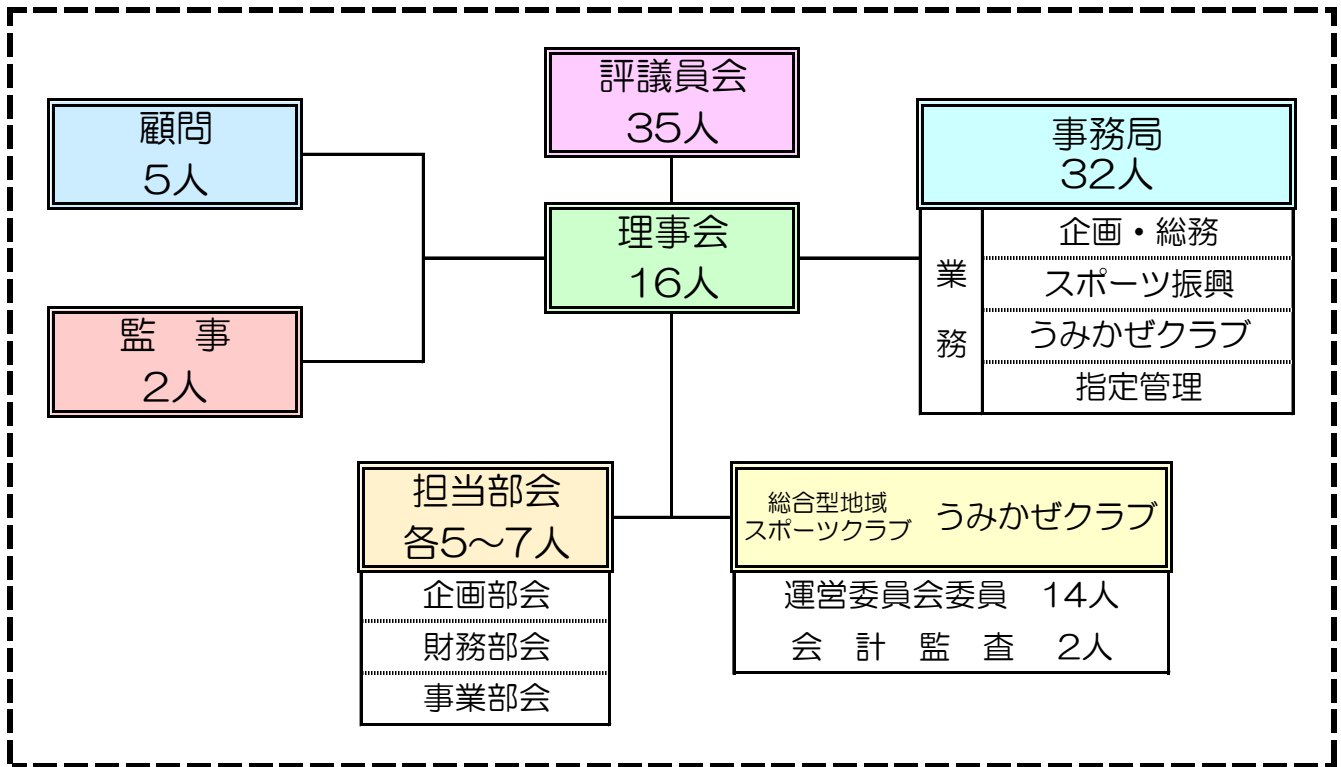 評議員会
35人
顧問
5人
事務局
32人
理事会
16人
業務
企画・総務
スポーツ振興
うみかぜクラブ
指定管理
監　事
2人
担当部会
各5～7人
企画部会
財務部会
事業部会
総合型地域
スポーツクラブ　うみかぜクラブ
運営委員会委員　14人
会　計　監　査　2人